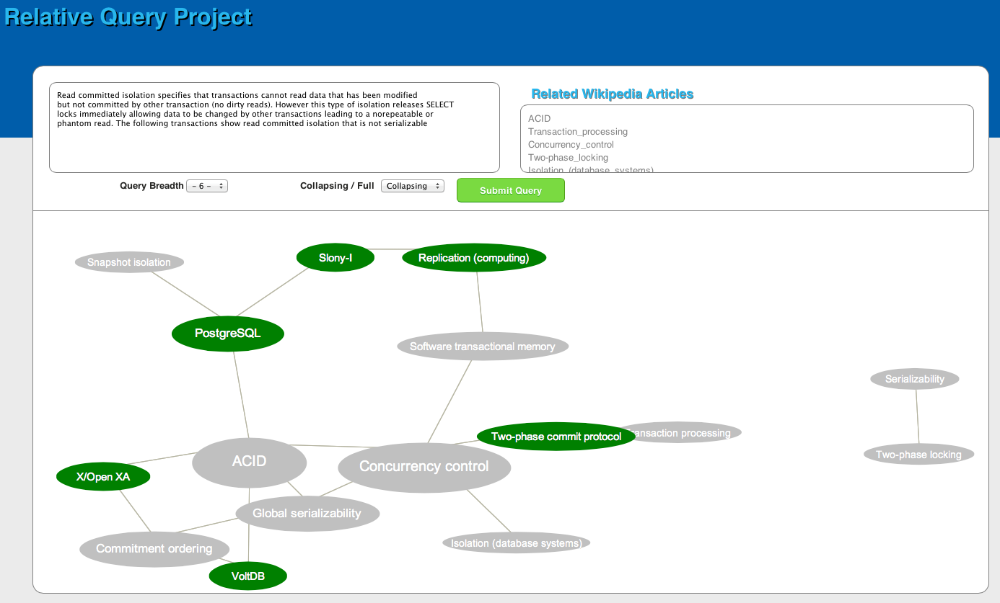 Relative Query Project
Read committed isolation specifies that transactions cannot read data that has been modified
but not committed by other transaction (no dirty reads). However this type of isolation releases SELECT
locks immediately allowing data to be changed by other transactions leading to a norepeatable or
phantom read. The following transactions show read committed isolation that is not serializable
Related Wikipedia Articles
ACID
Transaction_processing
Concurrency_control
Two-phase_locking
Isolation_(database_systems)
Query Breadth - 6 -
Collapsing / Full Collapsing
Submit Query
Snapshot isolation
Slony-I
Replication (computing)
PostgreSQL
Software transactional memory
Serializability
Two-phase commit protocol
ransaction processing
Two-phase locking
ACID
Concurrency control
X/Open XA
Global serializability
Isolation (database systems)
Commitment ordering
VoltDB